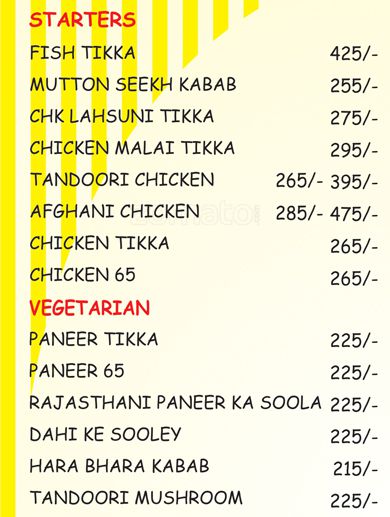 STARTERS
FISH TIKKA 425/-
MUTTON SEEKH KABAB 255/-
CHK LAHSUNI TIKKA 275/-
CHICKEN MALAI TIKKA 295/-
TANDOORI CHICKEN 265/- 395/-
AFGHANI CHICKEN 285/- 475/-
CHICKEN TIKKA 265/-
CHICKEN 65 265/-
VEGETARIAN
PANEER TIKKA 225/-
PANEER 65 225/-
RAJASTHANI PANEER KA SOOLA 225/-
DAHI KE SOOLEY 225/-
HARA BHARA KABAB 215/-
TANDOORI MUSHROOM 225/-